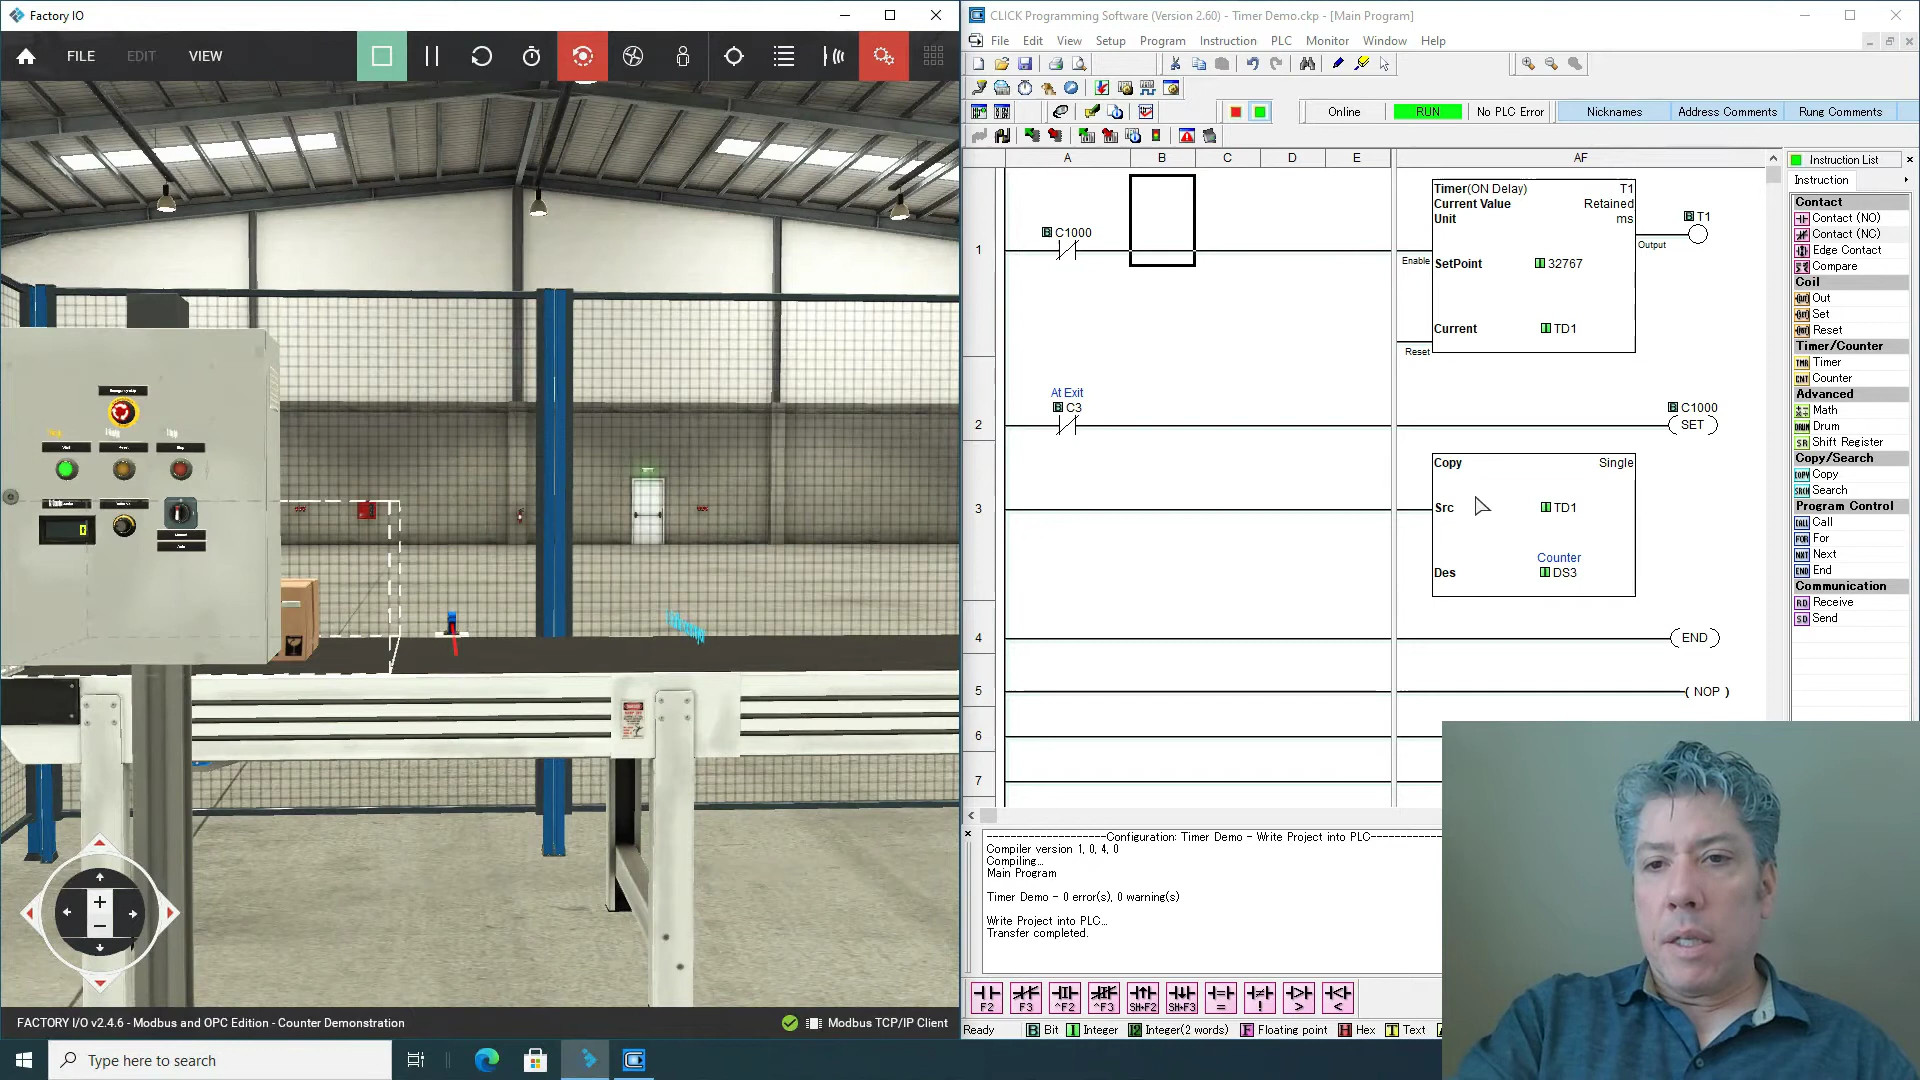 Factory IO
FILE
EDIT
VIEW
FACTORY I/O v2.4.6 - Modbus and OPC Edition - Counter Demonstration
Modbus TCP/IP Client
Type here to search
CLICK Programming Software (Version 2.60) - Timer Demo.ckp - [Main Program]
File Edit View Setup Program Instruction PLC Monitor Window Help
Online
RUN
No PLC Error
Nicknames
Address Comments
Rung Comments
A B C D E AF
1
C1000
Timer(ON Delay) T1
Current Value Retained
Unit ms
T1
Output
Enable SetPoint 32767
Current TD1
Reset
2
At Exit
C3
C1000
SET
3
Copy Single
Src TD1
Counter
Des DS3
4
END
5
NOP
6
7
Instruction List
Instruction
Contact
Contact (NO)
Contact (NC)
Edge Contact
Compare
Coil
Out
Set
Reset
Timer/Counter
Timer
Counter
Advanced
Math
Drum
Shift Register
Copy/Search
Copy
Search
Program Control
Call
For
Next
End
Communication
Receive
Send
--------------------Configuration: Timer Demo - Write Project into PLC-----------
Compiler version 1, 0, 4, 0
Compiling...
Main Program
Timer Demo - 0 error(s), 0 warning(s)
Write Project into PLC...
Transfer completed.
F2
F3
^F2
^F3
SH+F2
SH+F3
=
!
>
<
Ready
B Bit
I Integer
I2 Integer(2 words)
F Floating point
H Hex
T Text